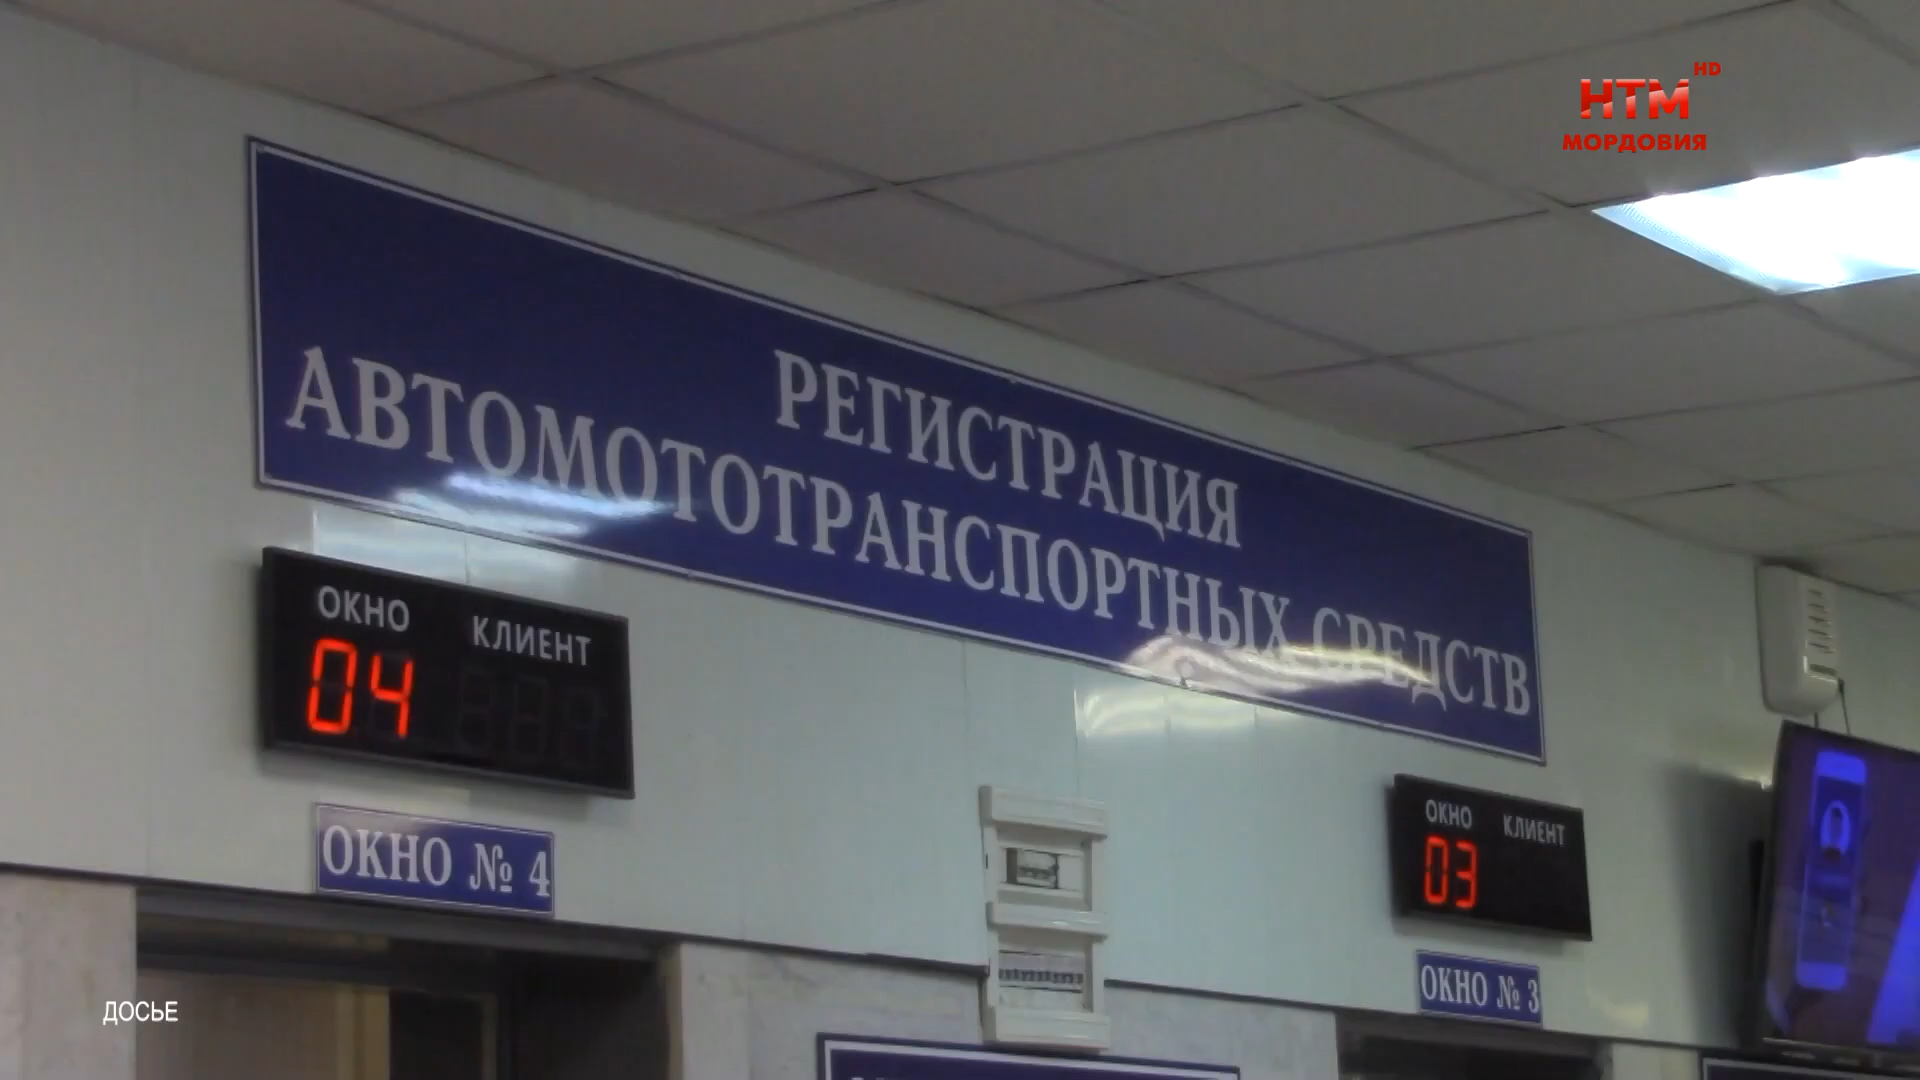 HD
НТМ
МОРДОВИЯ
РЕГИСТРАЦИЯ
АВТОМОТОТРАНСПОРТНЫХ СРЕДСТВ
ОКНО КЛИЕНТ
04
ОКНО № 4
ОКНО КЛИЕНТ
03
ОКНО № 3
ДОСЬЕ